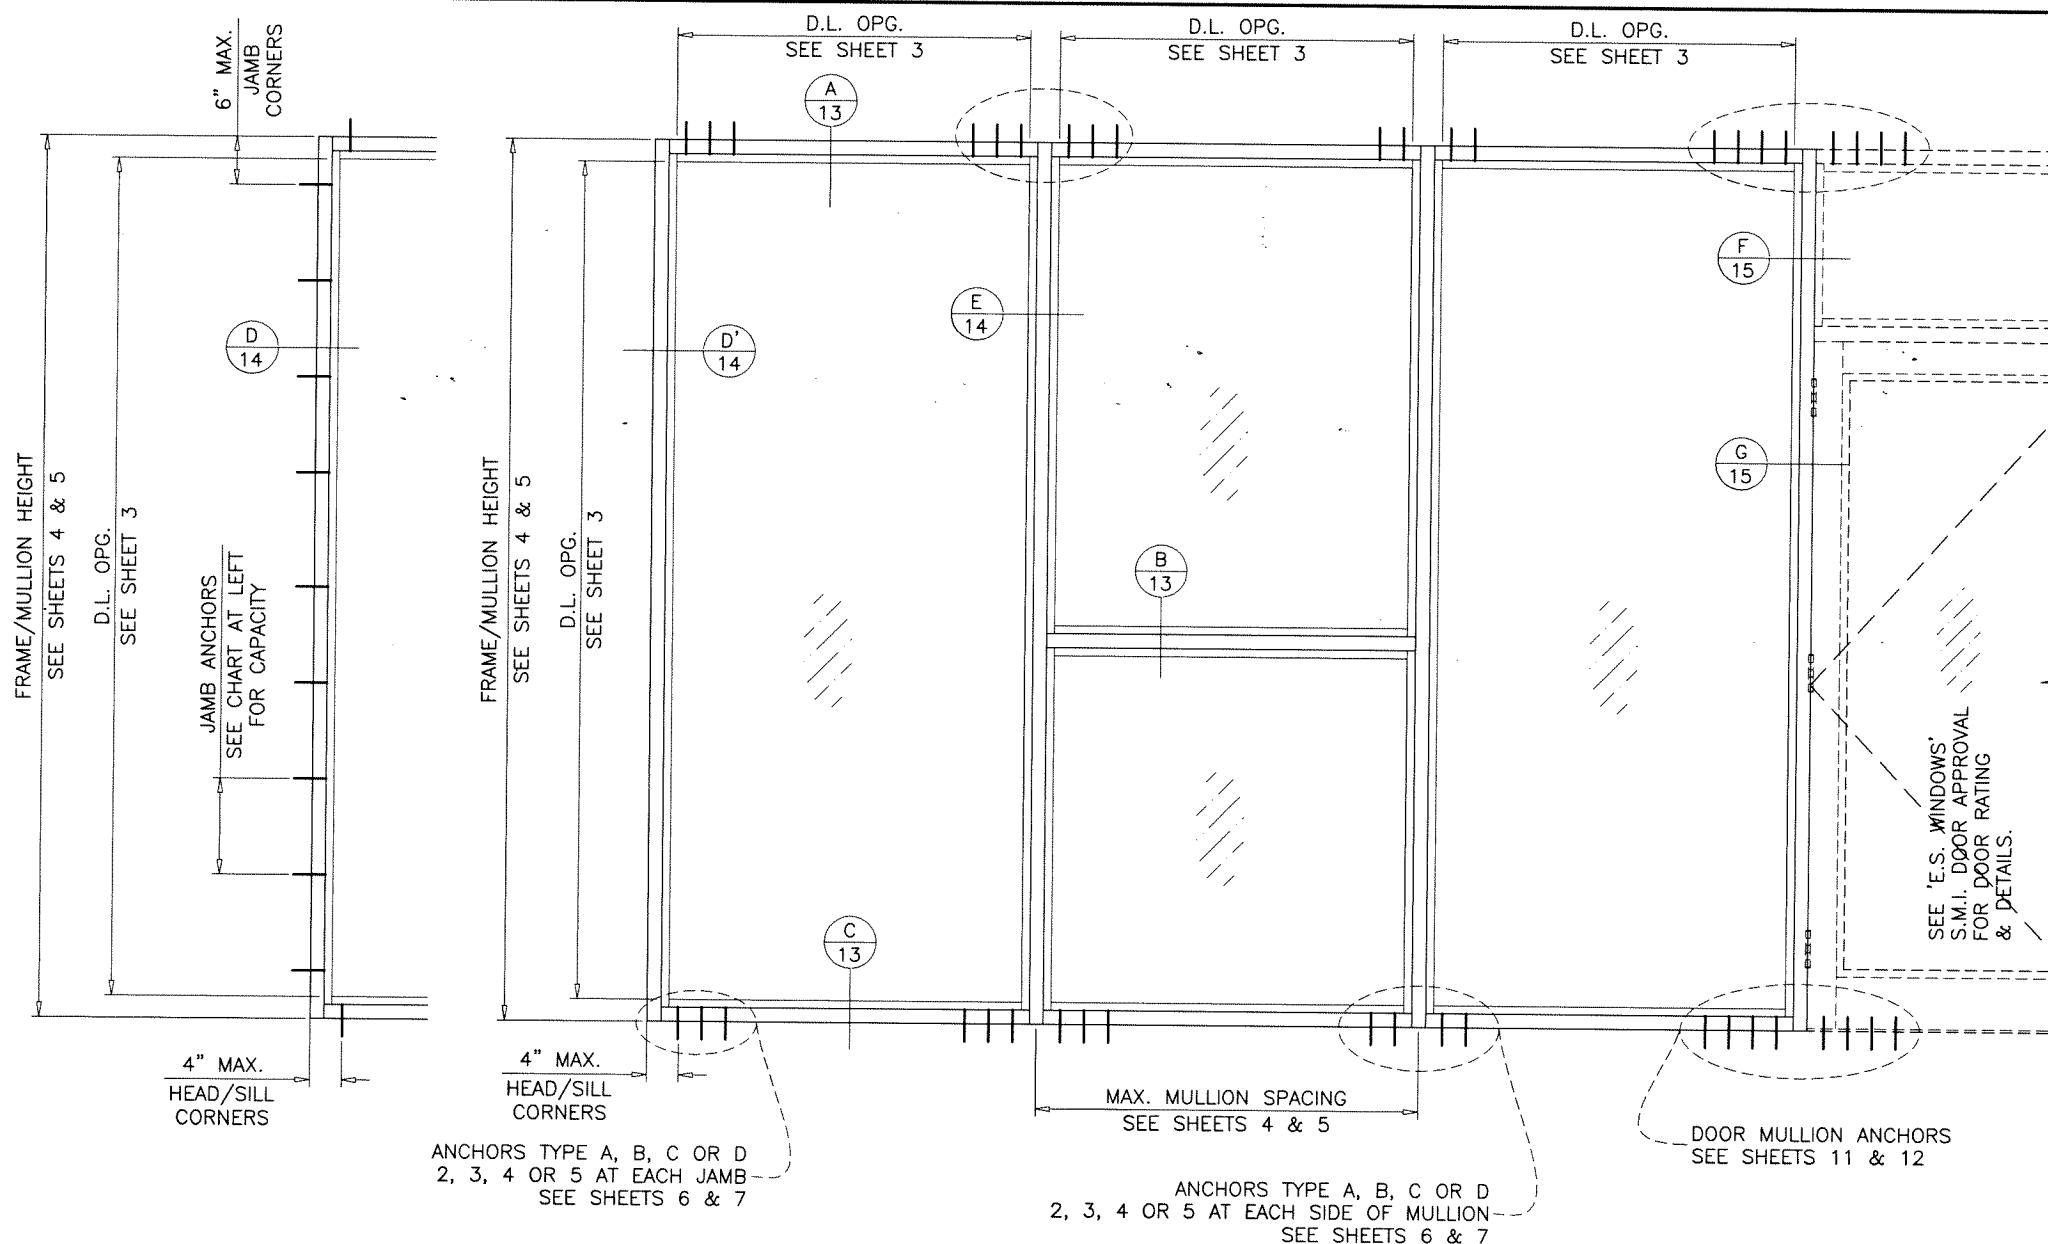 D.L. OPG.
SEE SHEET 3
D.L. OPG.
SEE SHEET 3
D.L. OPG.
SEE SHEET 3
6" MAX.
JAMB
CORNERS
A
13
F
15
E
14
D
14
D'
14
G
15
B
13
C
13
FRAME/MULLION HEIGHT
SEE SHEETS 4 & 5
D.L. OPG.
SEE SHEET 3
JAMB ANCHORS
SEE CHART AT LEFT
FOR CAPACITY
FRAME/MULLION HEIGHT
SEE SHEETS 4 & 5
D.L. OPG.
SEE SHEET 3
SEE 'E.S. WINDOWS'
S.M.I. DOOR APPROVAL
FOR DOOR RATING
& DETAILS.
4" MAX.
HEAD/SILL
CORNERS
4" MAX.
HEAD/SILL
CORNERS
MAX. MULLION SPACING
SEE SHEETS 4 & 5
ANCHORS TYPE A, B, C OR D
2, 3, 4 OR 5 AT EACH JAMB
SEE SHEETS 6 & 7
ANCHORS TYPE A, B, C OR D
2, 3, 4 OR 5 AT EACH SIDE OF MULLION
SEE SHEETS 6 & 7
DOOR MULLION ANCHORS
SEE SHEETS 11 & 12